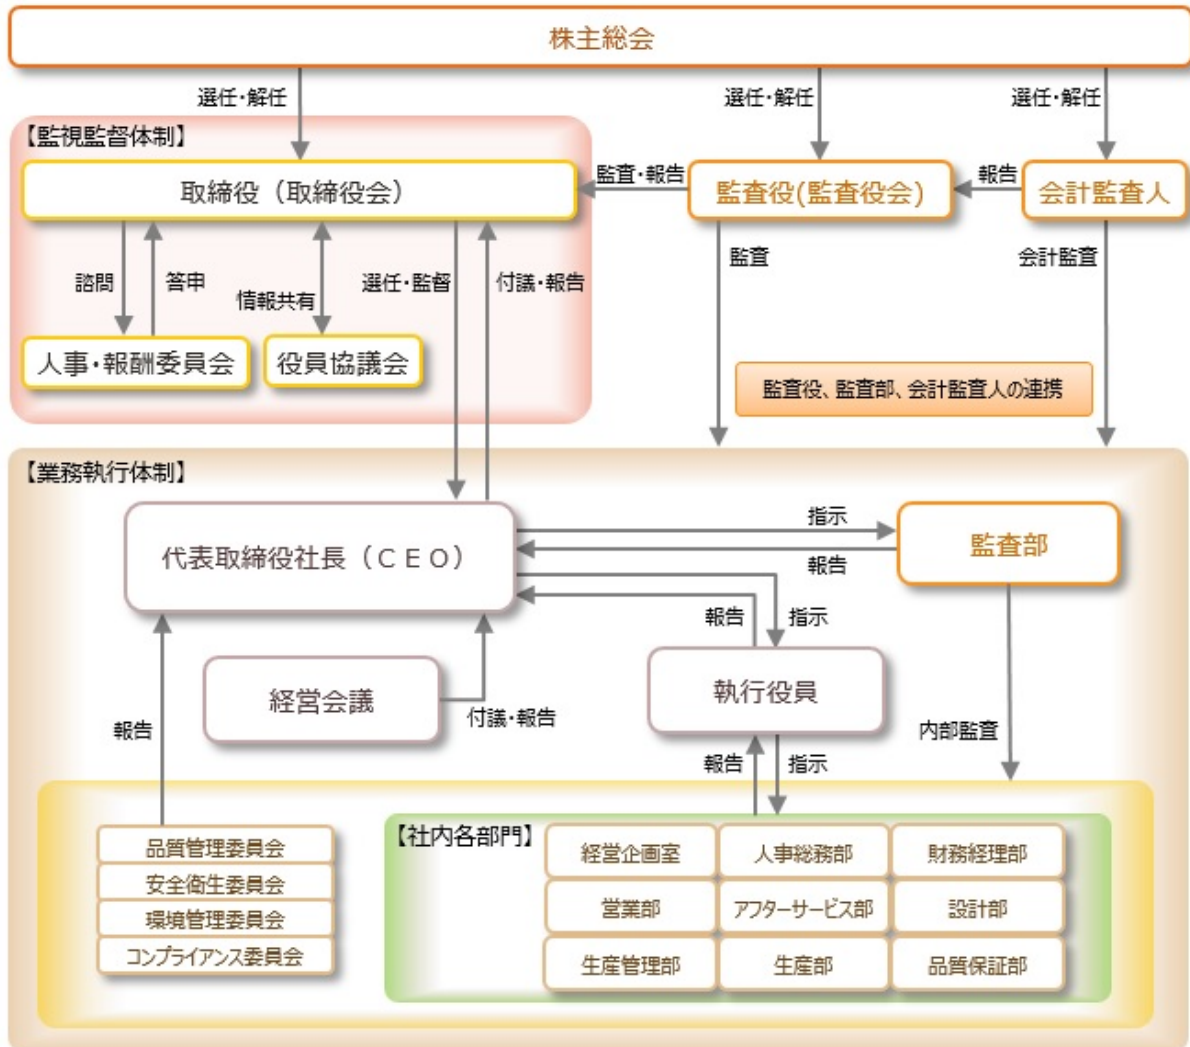 株主総会
選任・解任
選任・解任
選任・解任
【監視監督体制】
取締役（取締役会）
監査・報告
監査役(監査役会)
報告
会計監査人
諮問
答申
情報共有
選任・監督
付議・報告
監査
会計監査
人事・報酬委員会
役員協議会
監査役、監査部、会計監査人の連携
【業務執行体制】
代表取締役社長（ＣＥＯ）
指示
報告
監査部
報告
指示
経営会議
付議・報告
執行役員
報告
内部監査
報告
指示
品質管理委員会
安全衛生委員会
環境管理委員会
コンプライアンス委員会
【社内各部門】
経営企画室
人事総務部
財務経理部
営業部
アフターサービス部
設計部
生産管理部
生産部
品質保証部